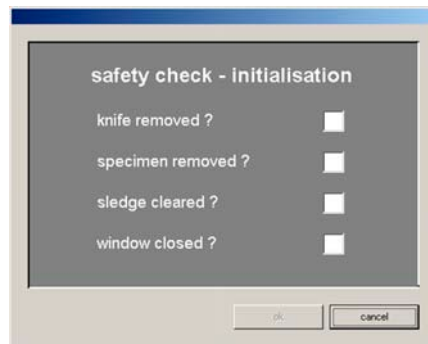 safety check - initialisation
knife removed ?
specimen removed ?
sledge cleared ?
window closed ?
ok
cancel